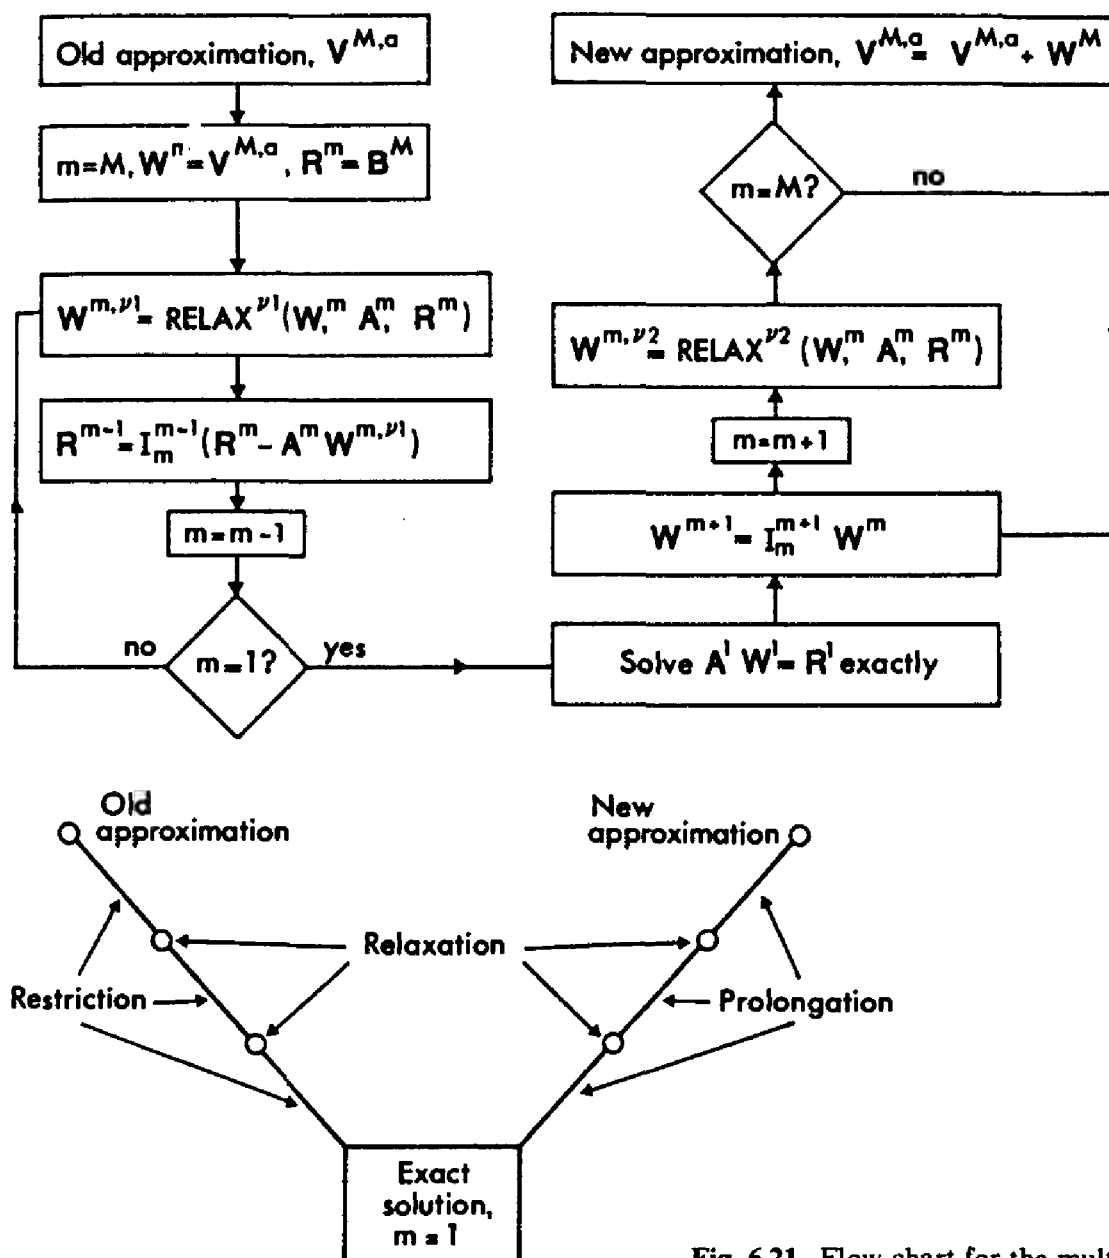 Old approximation, V^{M,a}
m=M, W^n=V^{M,a}, R^m=B^M
W^{m,ν1}= RELAX^{ν1}(W,^m A,^m R^m)
R^{m-1}=I_m^{m-1}(R^m-A^m W^{m,ν1})
m=m-1
no
m=1?
yes
New approximation, V^{M,a}= V^{M,a}+ W^M
m=M?
no
W^{m,ν2}= RELAX^{ν2} (W,^m A,^m R^m)
m=m+1
W^{m+1}= I_m^{m+1} W^m
Solve A^1 W^1= R^1 exactly
Old
approximation
New
approximation
Relaxation
Restriction
Prolongation
Exact
solution,
m = 1
Fig. 6.21. Flow chart for the mult